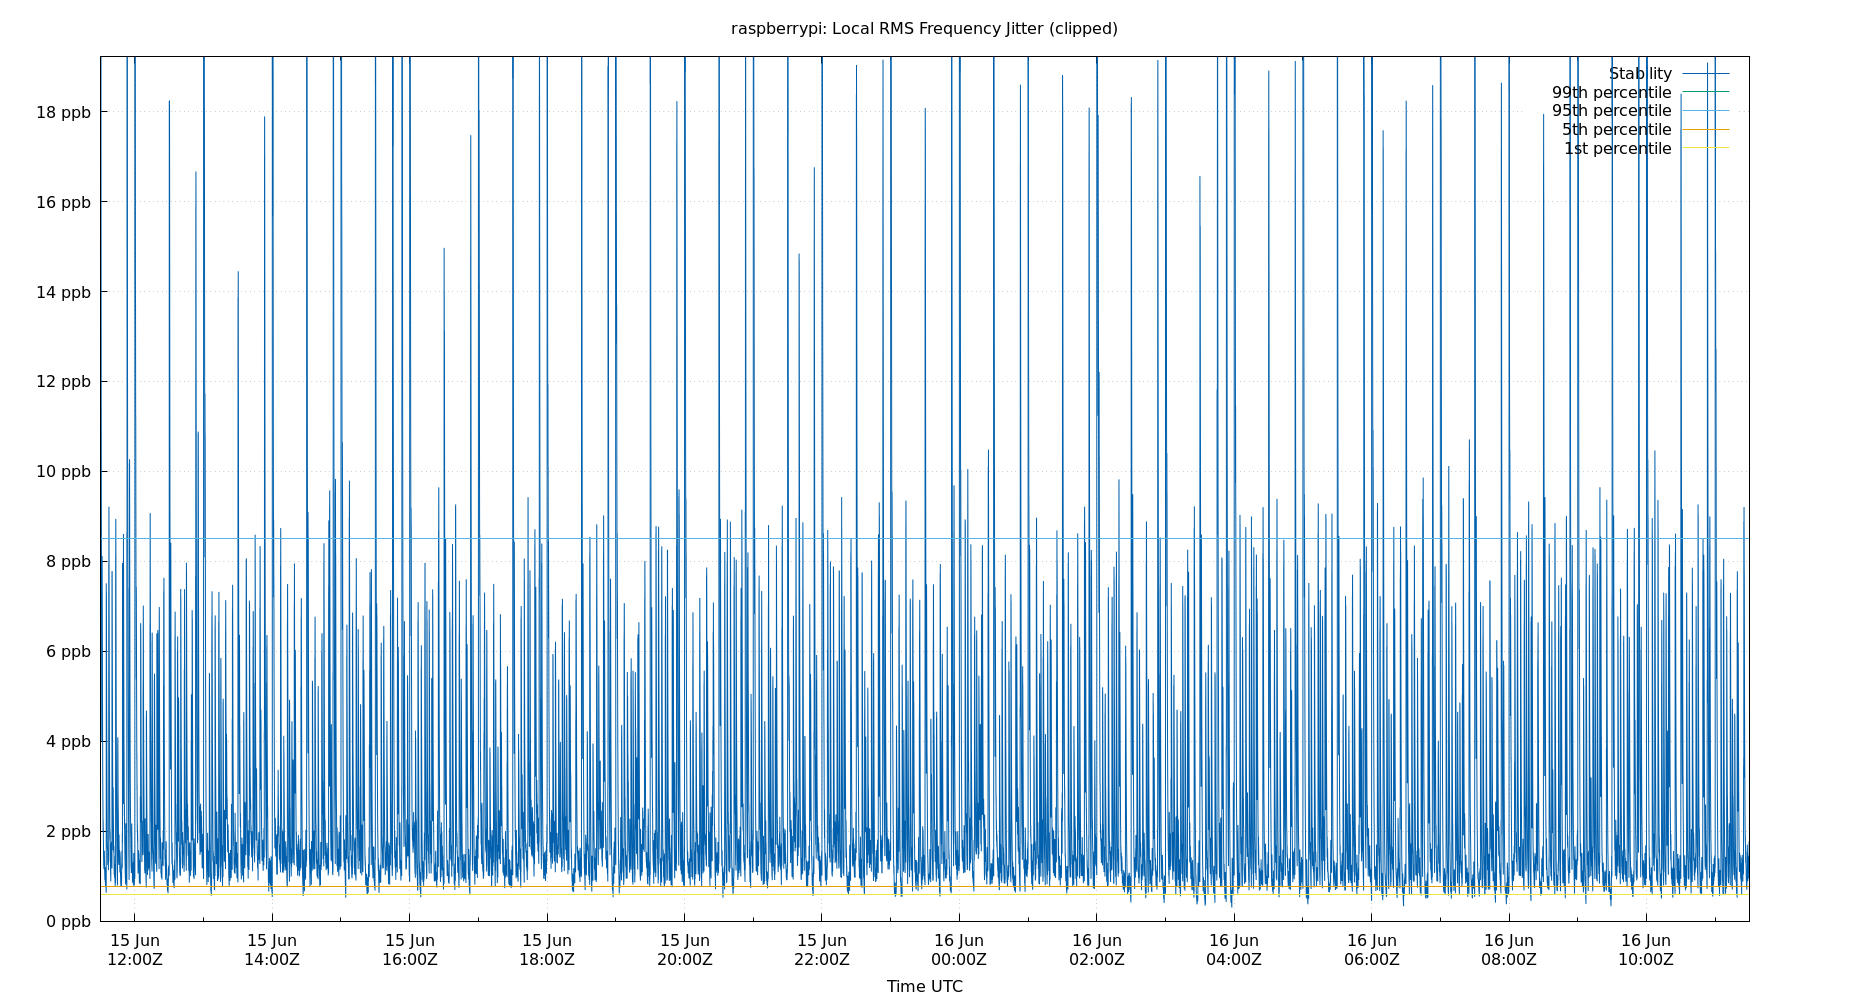 raspberrypi: Local RMS Frequency Jitter (clipped)
Stability
99th percentile
95th percentile
5th percentile
1st percentile
18 ppb
16 ppb
14 ppb
12 ppb
10 ppb
8 ppb
6 ppb
4 ppb
2 ppb
0 ppb
15 Jun 15 Jun 15 Jun 15 Jun 15 Jun 15 Jun 16 Jun 16 Jun 16 Jun 16 Jun 16 Jun 16 Jun
12:00Z 14:00Z 16:00Z 18:00Z 20:00Z 22:00Z 00:00Z 02:00Z 04:00Z 06:00Z 08:00Z 10:00Z
Time UTC